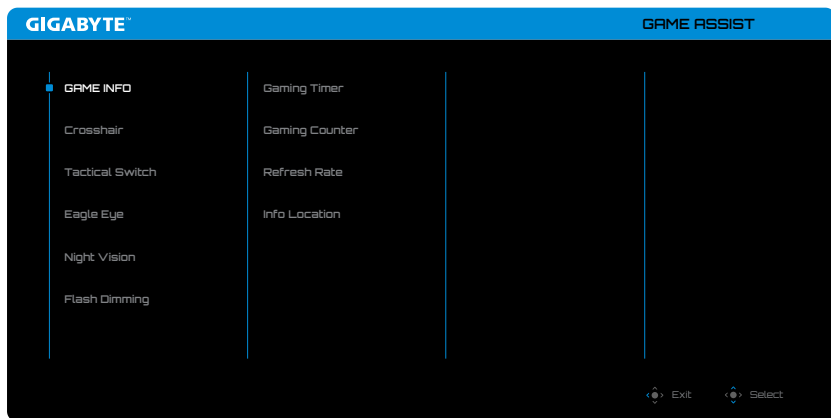 GIGABYTE™
GAME ASSIST
GAME INFO
Crosshair
Tactical Switch
Eagle Eye
Night Vision
Flash Dimming
Gaming Timer
Gaming Counter
Refresh Rate
Info Location
Exit
Select